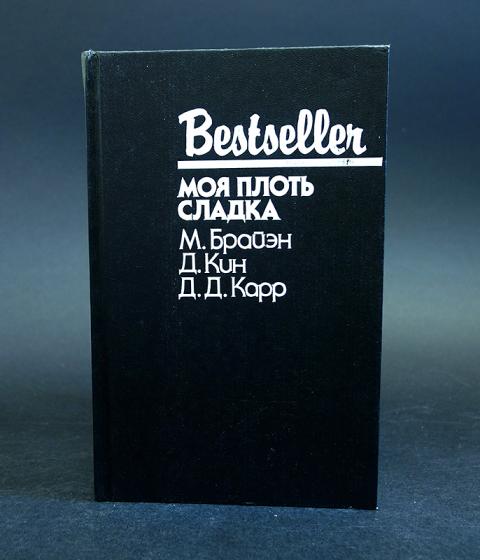 Bestseller
МОЯ ПЛОТЬ
СЛАДКА
М. Брайэн
Д. Кин
Д. Д. Карр